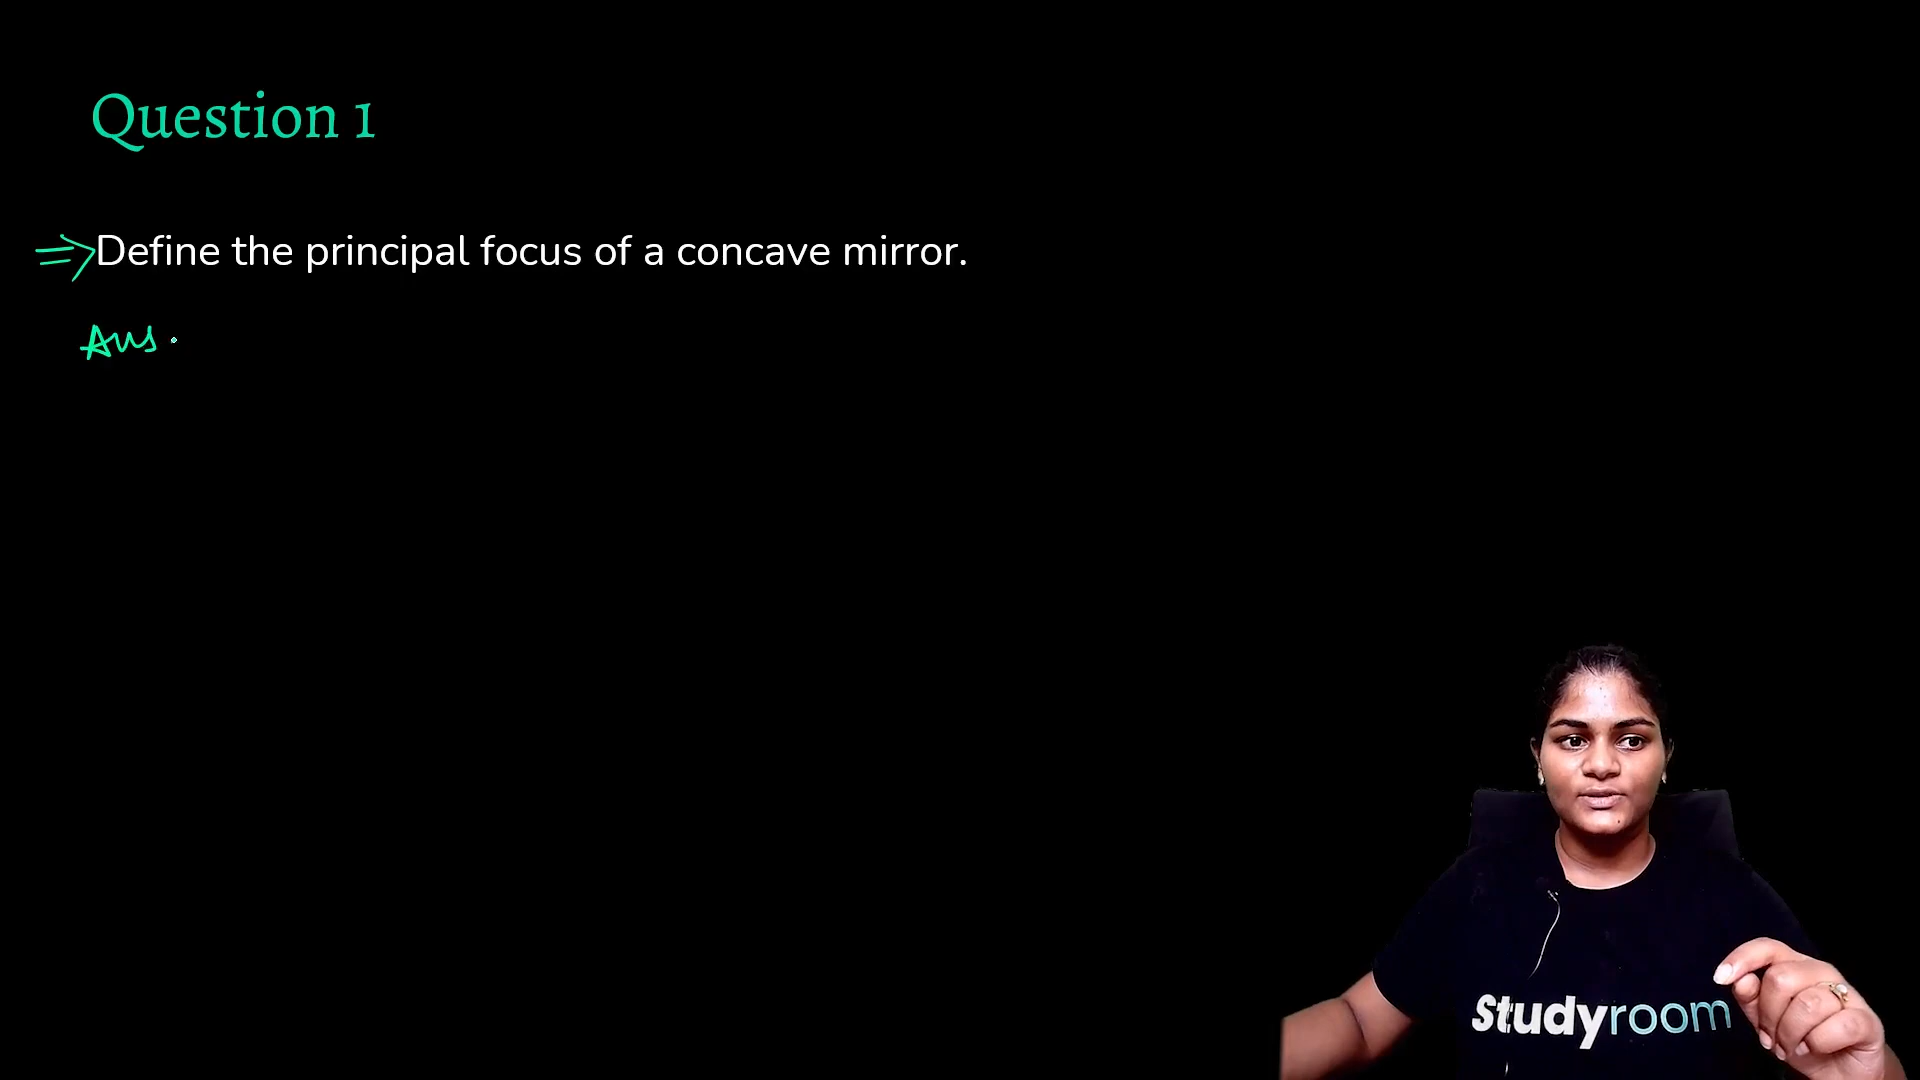 Question 1
⇒Define the principal focus of a concave mirror.
Ans.
Studyroom